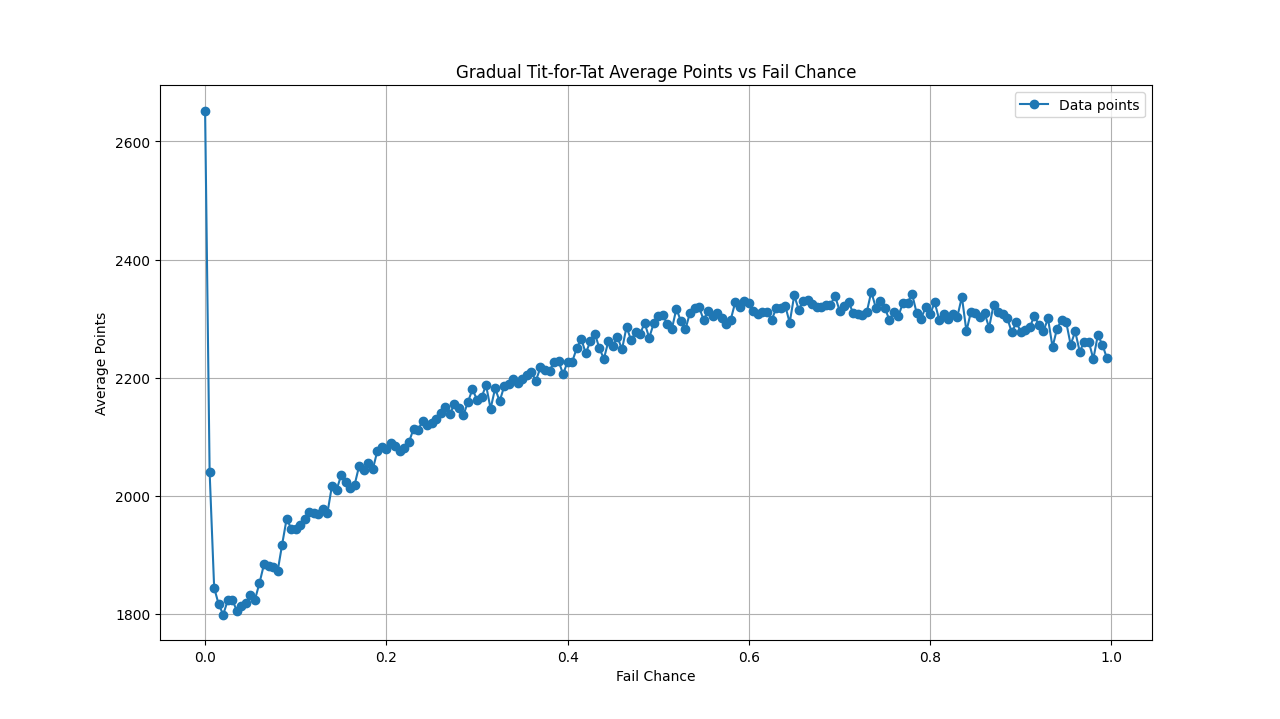 Gradual Tit-for-Tat Average Points vs Fail Chance
Data points
2600
2400
2200
2000
1800
Average Points
0.0 0.2 0.4 0.6 0.8 1.0
Fail Chance